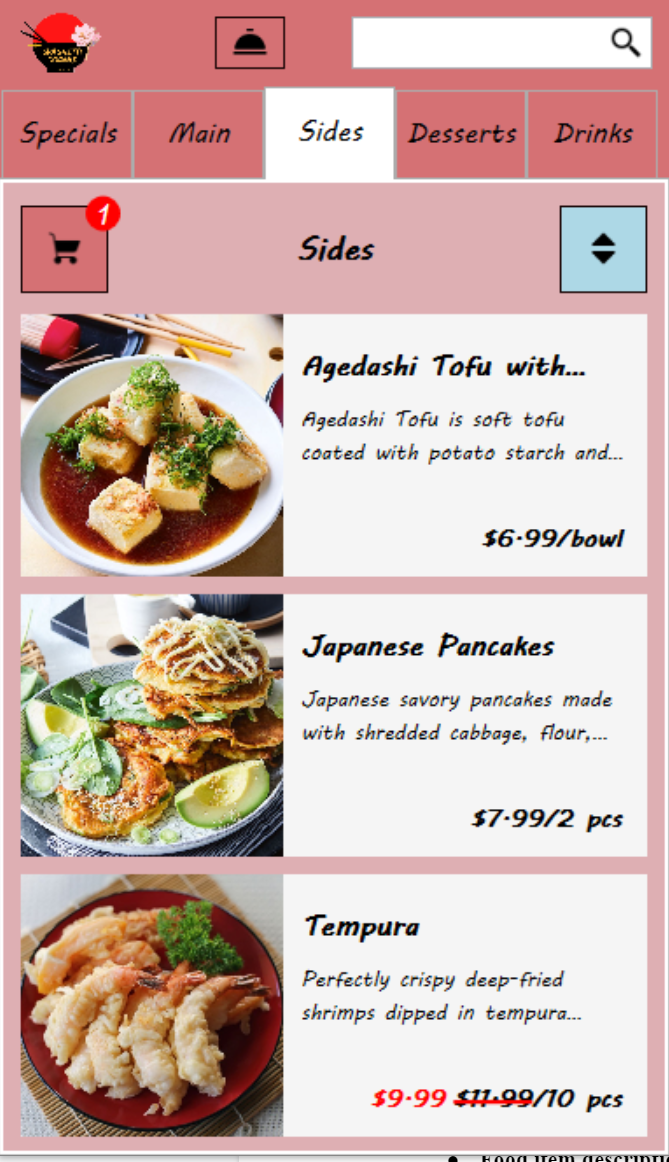 Specials
Main
Sides
Desserts
Drinks
1
Sides
Agedashi Tofu with...
Agedashi Tofu is soft tofu
coated with potato starch and...
$6.99/bowl
Japanese Pancakes
Japanese savory pancakes made
with shredded cabbage, flour,...
$7.99/2 pcs
Tempura
Perfectly crispy deep-fried
shrimps dipped in tempura...
$9.99 $11.99/10 pcs
Food item